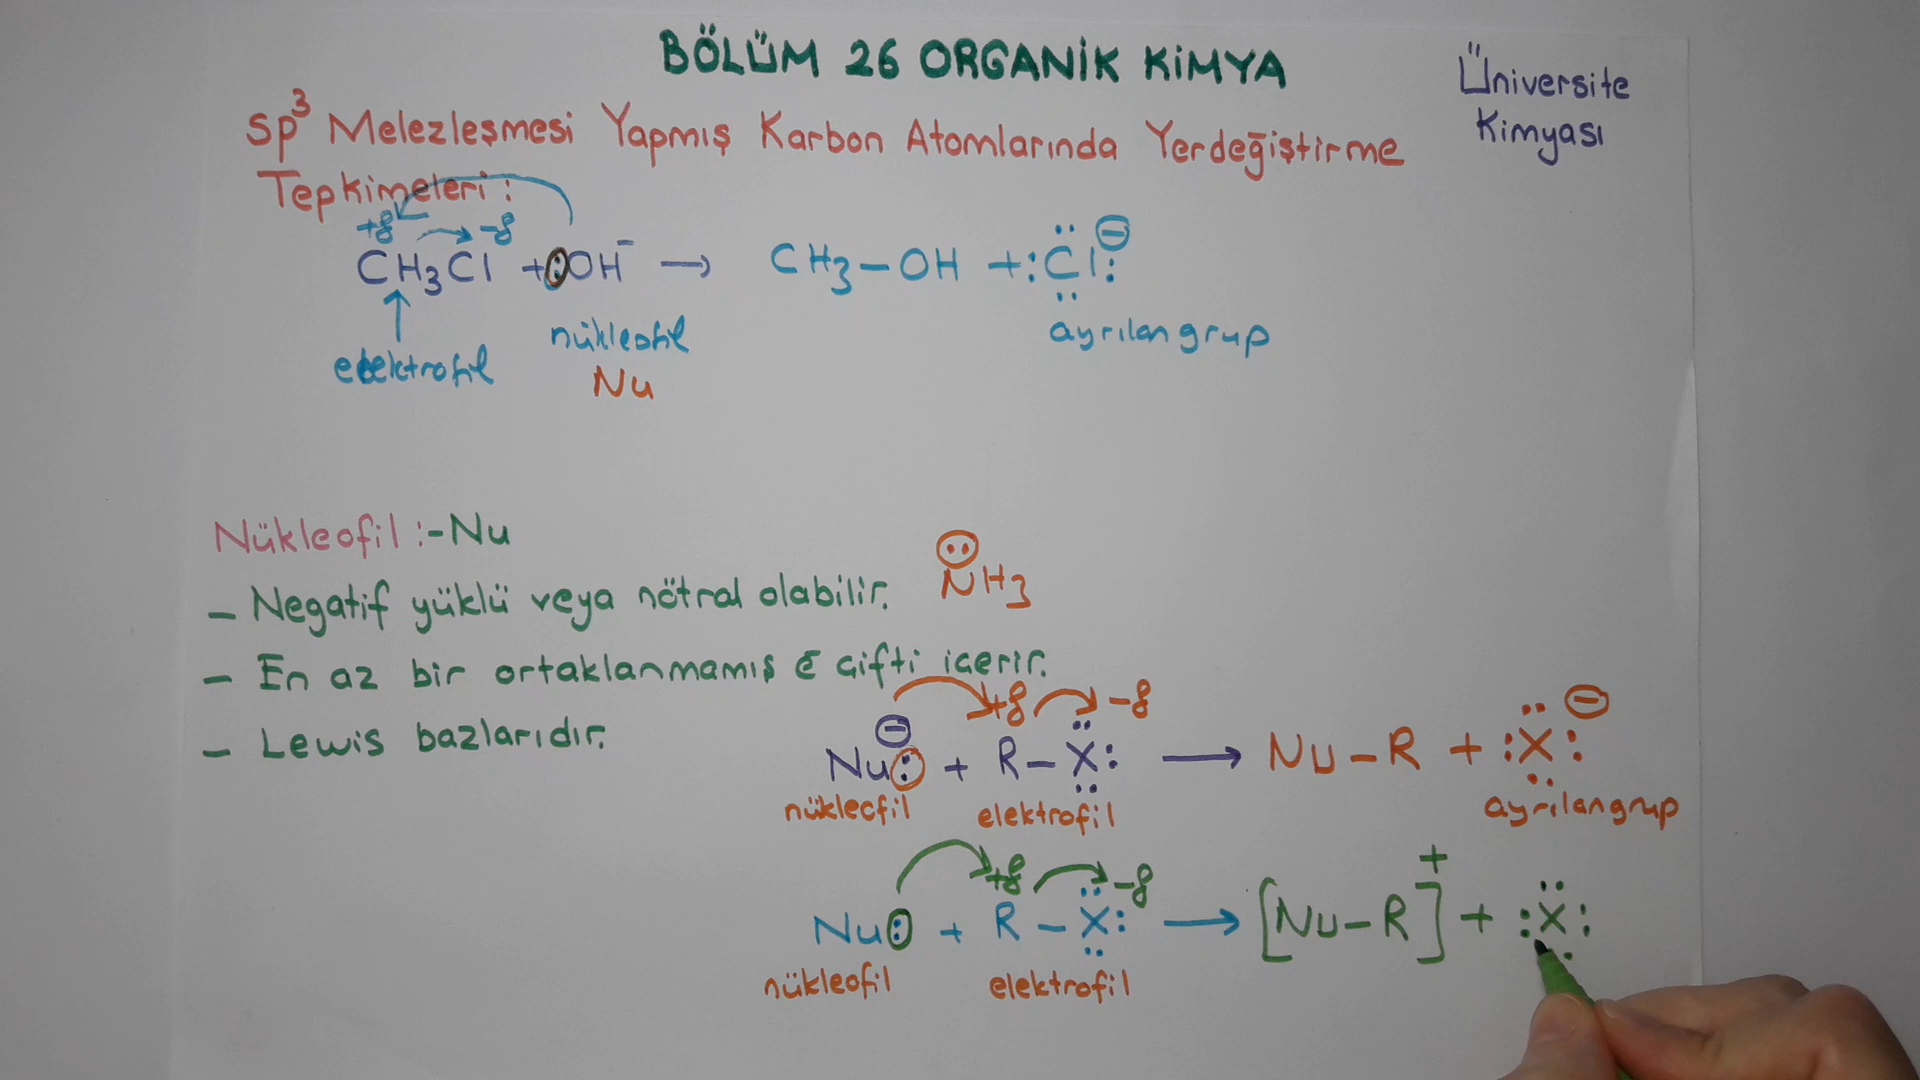 BÖLÜM 26 ORGANİK KİMYA
Üniversite
Kimyası
sp³ Melezleşmesi Yapmış Karbon Atomlarında Yerdeğiştirme
Tepkimeleri :
+δ -δ
CH₃Cl + :OH⁻ → CH₃–OH + :Cl: ⊖
elektrofil
nükleofil
Nu
ayrılan grup
Nükleofil :-Nu
– Negatif yüklü veya nötral olabilir. NH₃
– En az bir ortaklanmamış e⁻ çifti içerir.
– Lewis bazlarıdır.
+δ -δ
Nu:⊖ + R–X: → Nu–R + :X: ⊖
nükleofil elektrofil ayrılan grup
+δ -δ
Nu: + R–X: → [Nu–R]⁺ + :X:
nükleofil elektrofil